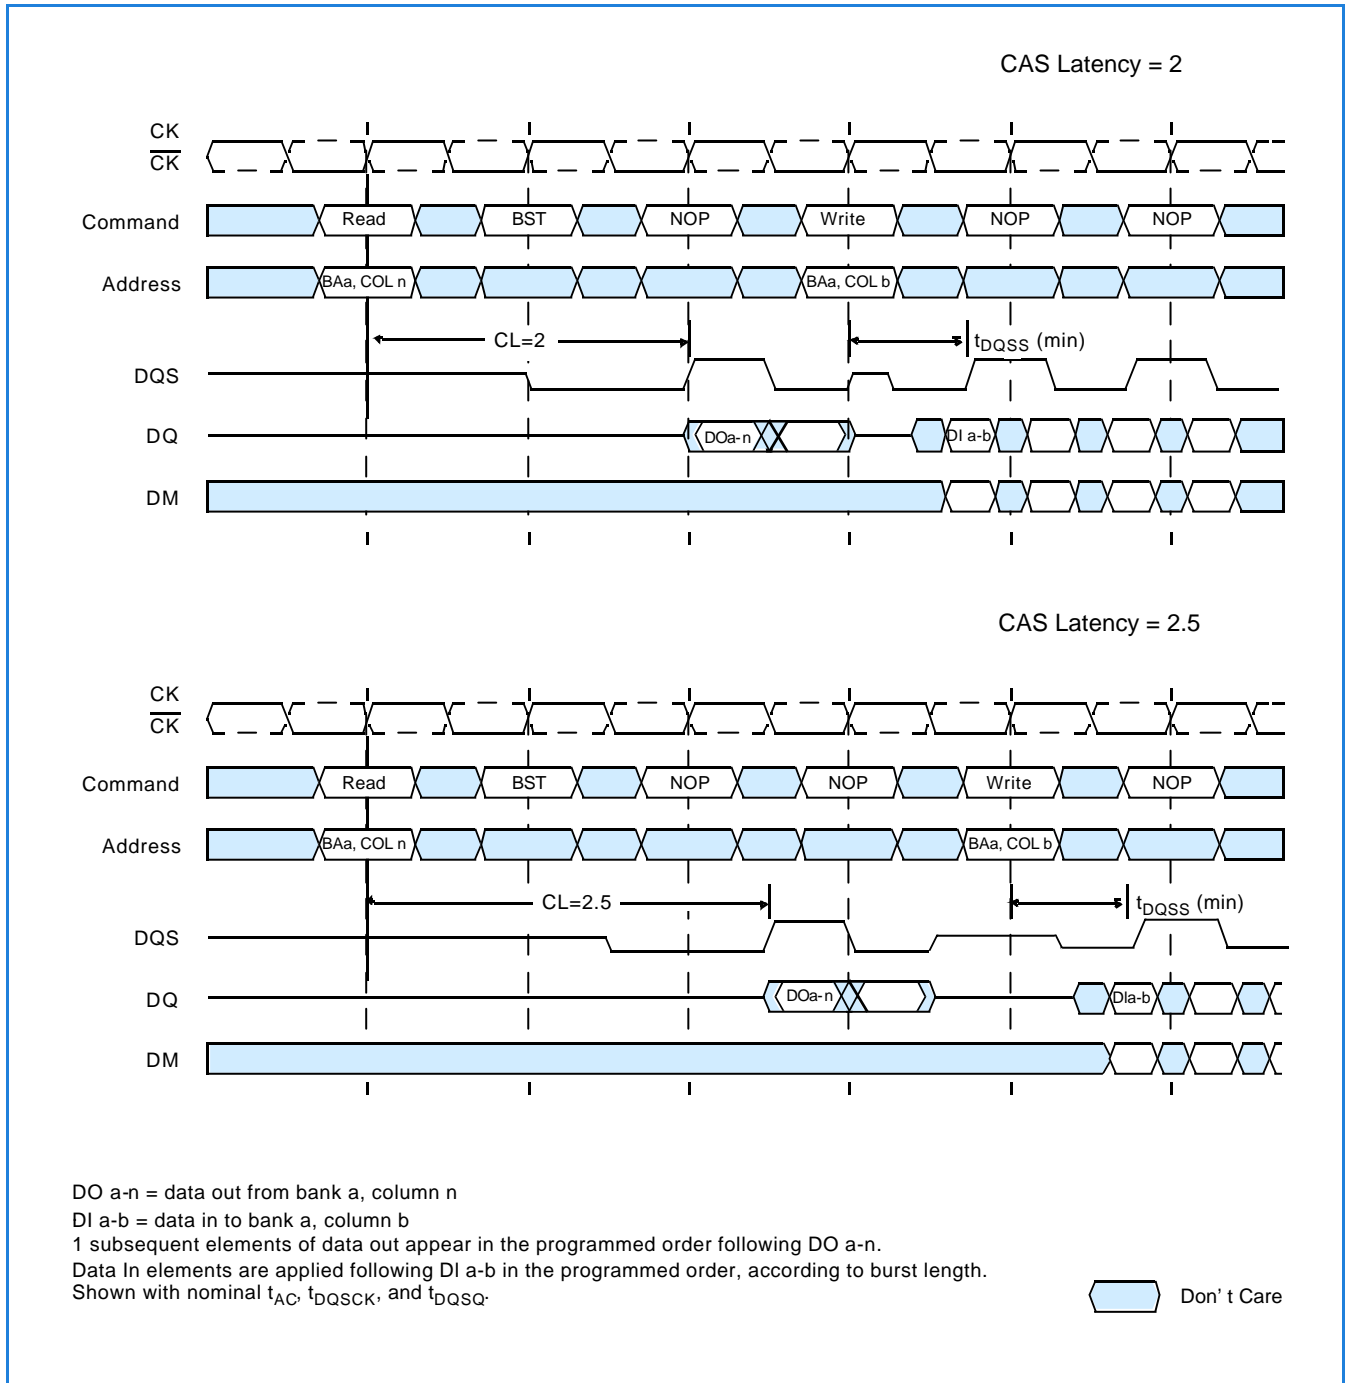 CAS Latency = 2
CK
CK
Command Read BST NOP Write NOP NOP
Address BAa, COL n BAa, COL b
CL=2 tDQSS (min)
DQS
DQ DOa-n DI a-b
DM
CAS Latency = 2.5
CK
CK
Command Read BST NOP NOP Write NOP
Address BAa, COL n BAa, COL b
CL=2.5 tDQSS (min)
DQS
DQ DOa-n DIa-b
DM
DO a-n = data out from bank a, column n
DI a-b = data in to bank a, column b
1 subsequent elements of data out appear in the programmed order following DO a-n.
Data In elements are applied following DI a-b in the programmed order, according to burst length.
Shown with nominal tAC, tDQSCK, and tDQSQ.
Don' t Care